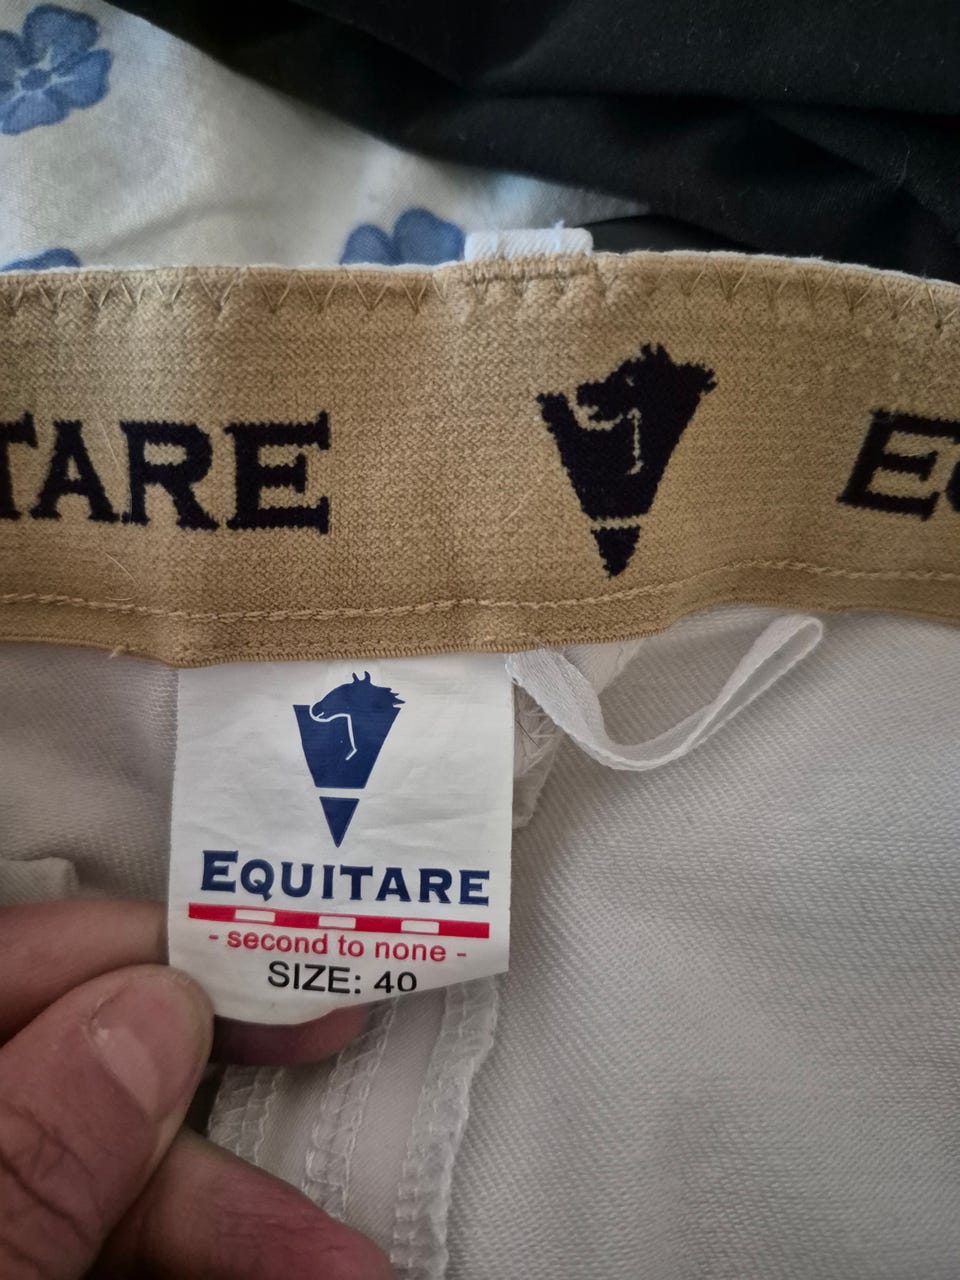 TARE E
EQUITARE
- second to none -
SIZE: 40